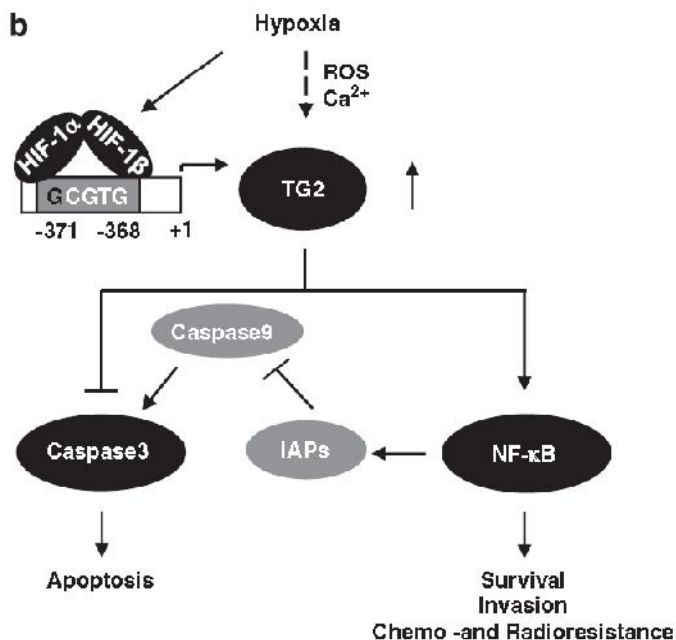 b
Hypoxia
ROS
Ca²⁺
HIF-1α HIF-1β
TG2
GCGTG
-371 -368 +1
Caspase9
Caspase3
IAPs
NF-κB
Apoptosis
Survival
Invasion
Chemo -and Radioresistance